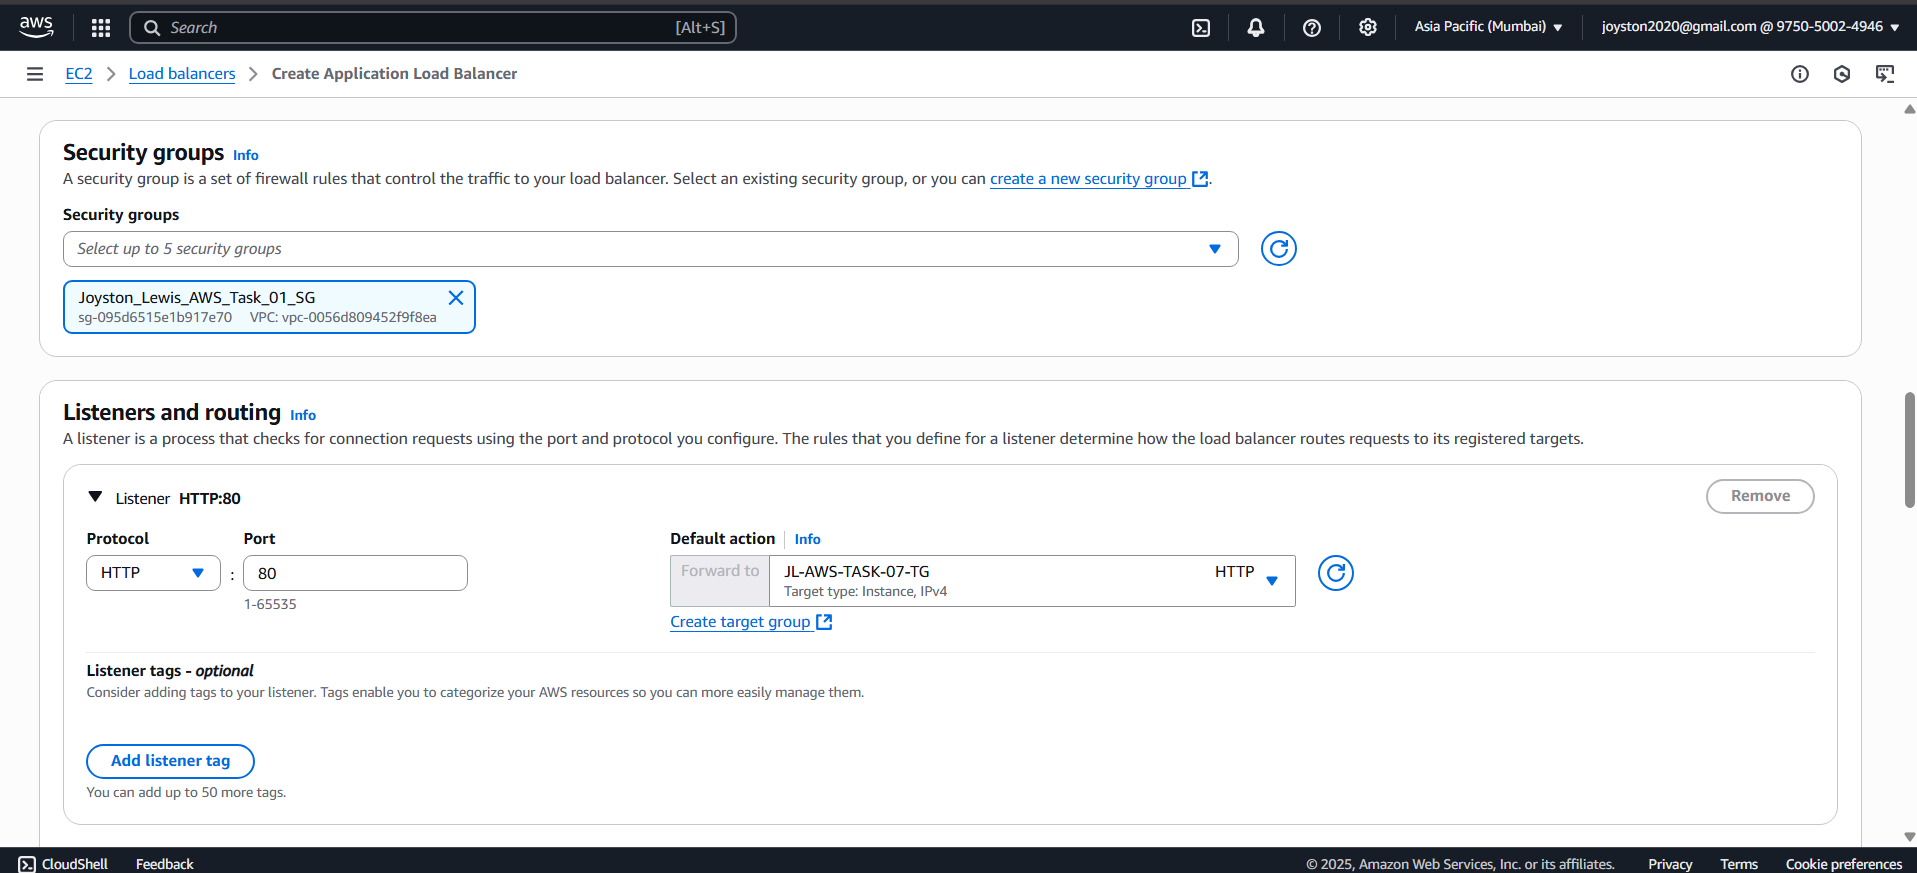 aws
Search [Alt+S]
Asia Pacific (Mumbai) joyston2020@gmail.com @ 9750-5002-4946
EC2 Load balancers Create Application Load Balancer
Security groups Info
A security group is a set of firewall rules that control the traffic to your load balancer. Select an existing security group, or you can create a new security group .
Security groups
Select up to 5 security groups
Joyston_Lewis_AWS_Task_01_SG
sg-095d6515e1b917e70 VPC: vpc-0056d809452f9f8ea
Listeners and routing Info
A listener is a process that checks for connection requests using the port and protocol you configure. The rules that you define for a listener determine how the load balancer routes requests to its registered targets.
Listener HTTP:80 Remove
Protocol Port Default action Info
HTTP : 80 Forward to JL-AWS-TASK-07-TG HTTP
Target type: Instance, IPv4
1-65535
Create target group
Listener tags - optional
Consider adding tags to your listener. Tags enable you to categorize your AWS resources so you can more easily manage them.
Add listener tag
You can add up to 50 more tags.
CloudShell Feedback © 2025, Amazon Web Services, Inc. or its affiliates. Privacy Terms Cookie preferences